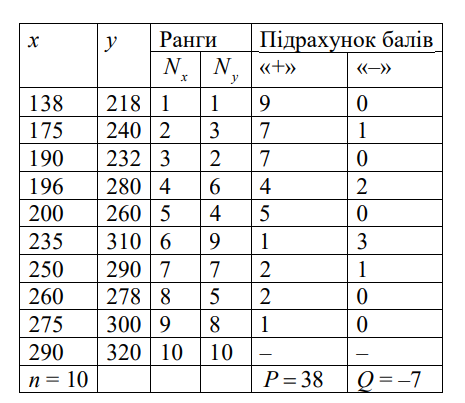 x y Ранги Підрахунок балів
Nx Ny «+» «–»
138 218 1 1 9 0
175 240 2 3 7 1
190 232 3 2 7 0
196 280 4 6 4 2
200 260 5 4 5 0
235 310 6 9 1 3
250 290 7 7 2 1
260 278 8 5 2 0
275 300 9 8 1 0
290 320 10 10 – –
n = 10 P = 38 Q = –7